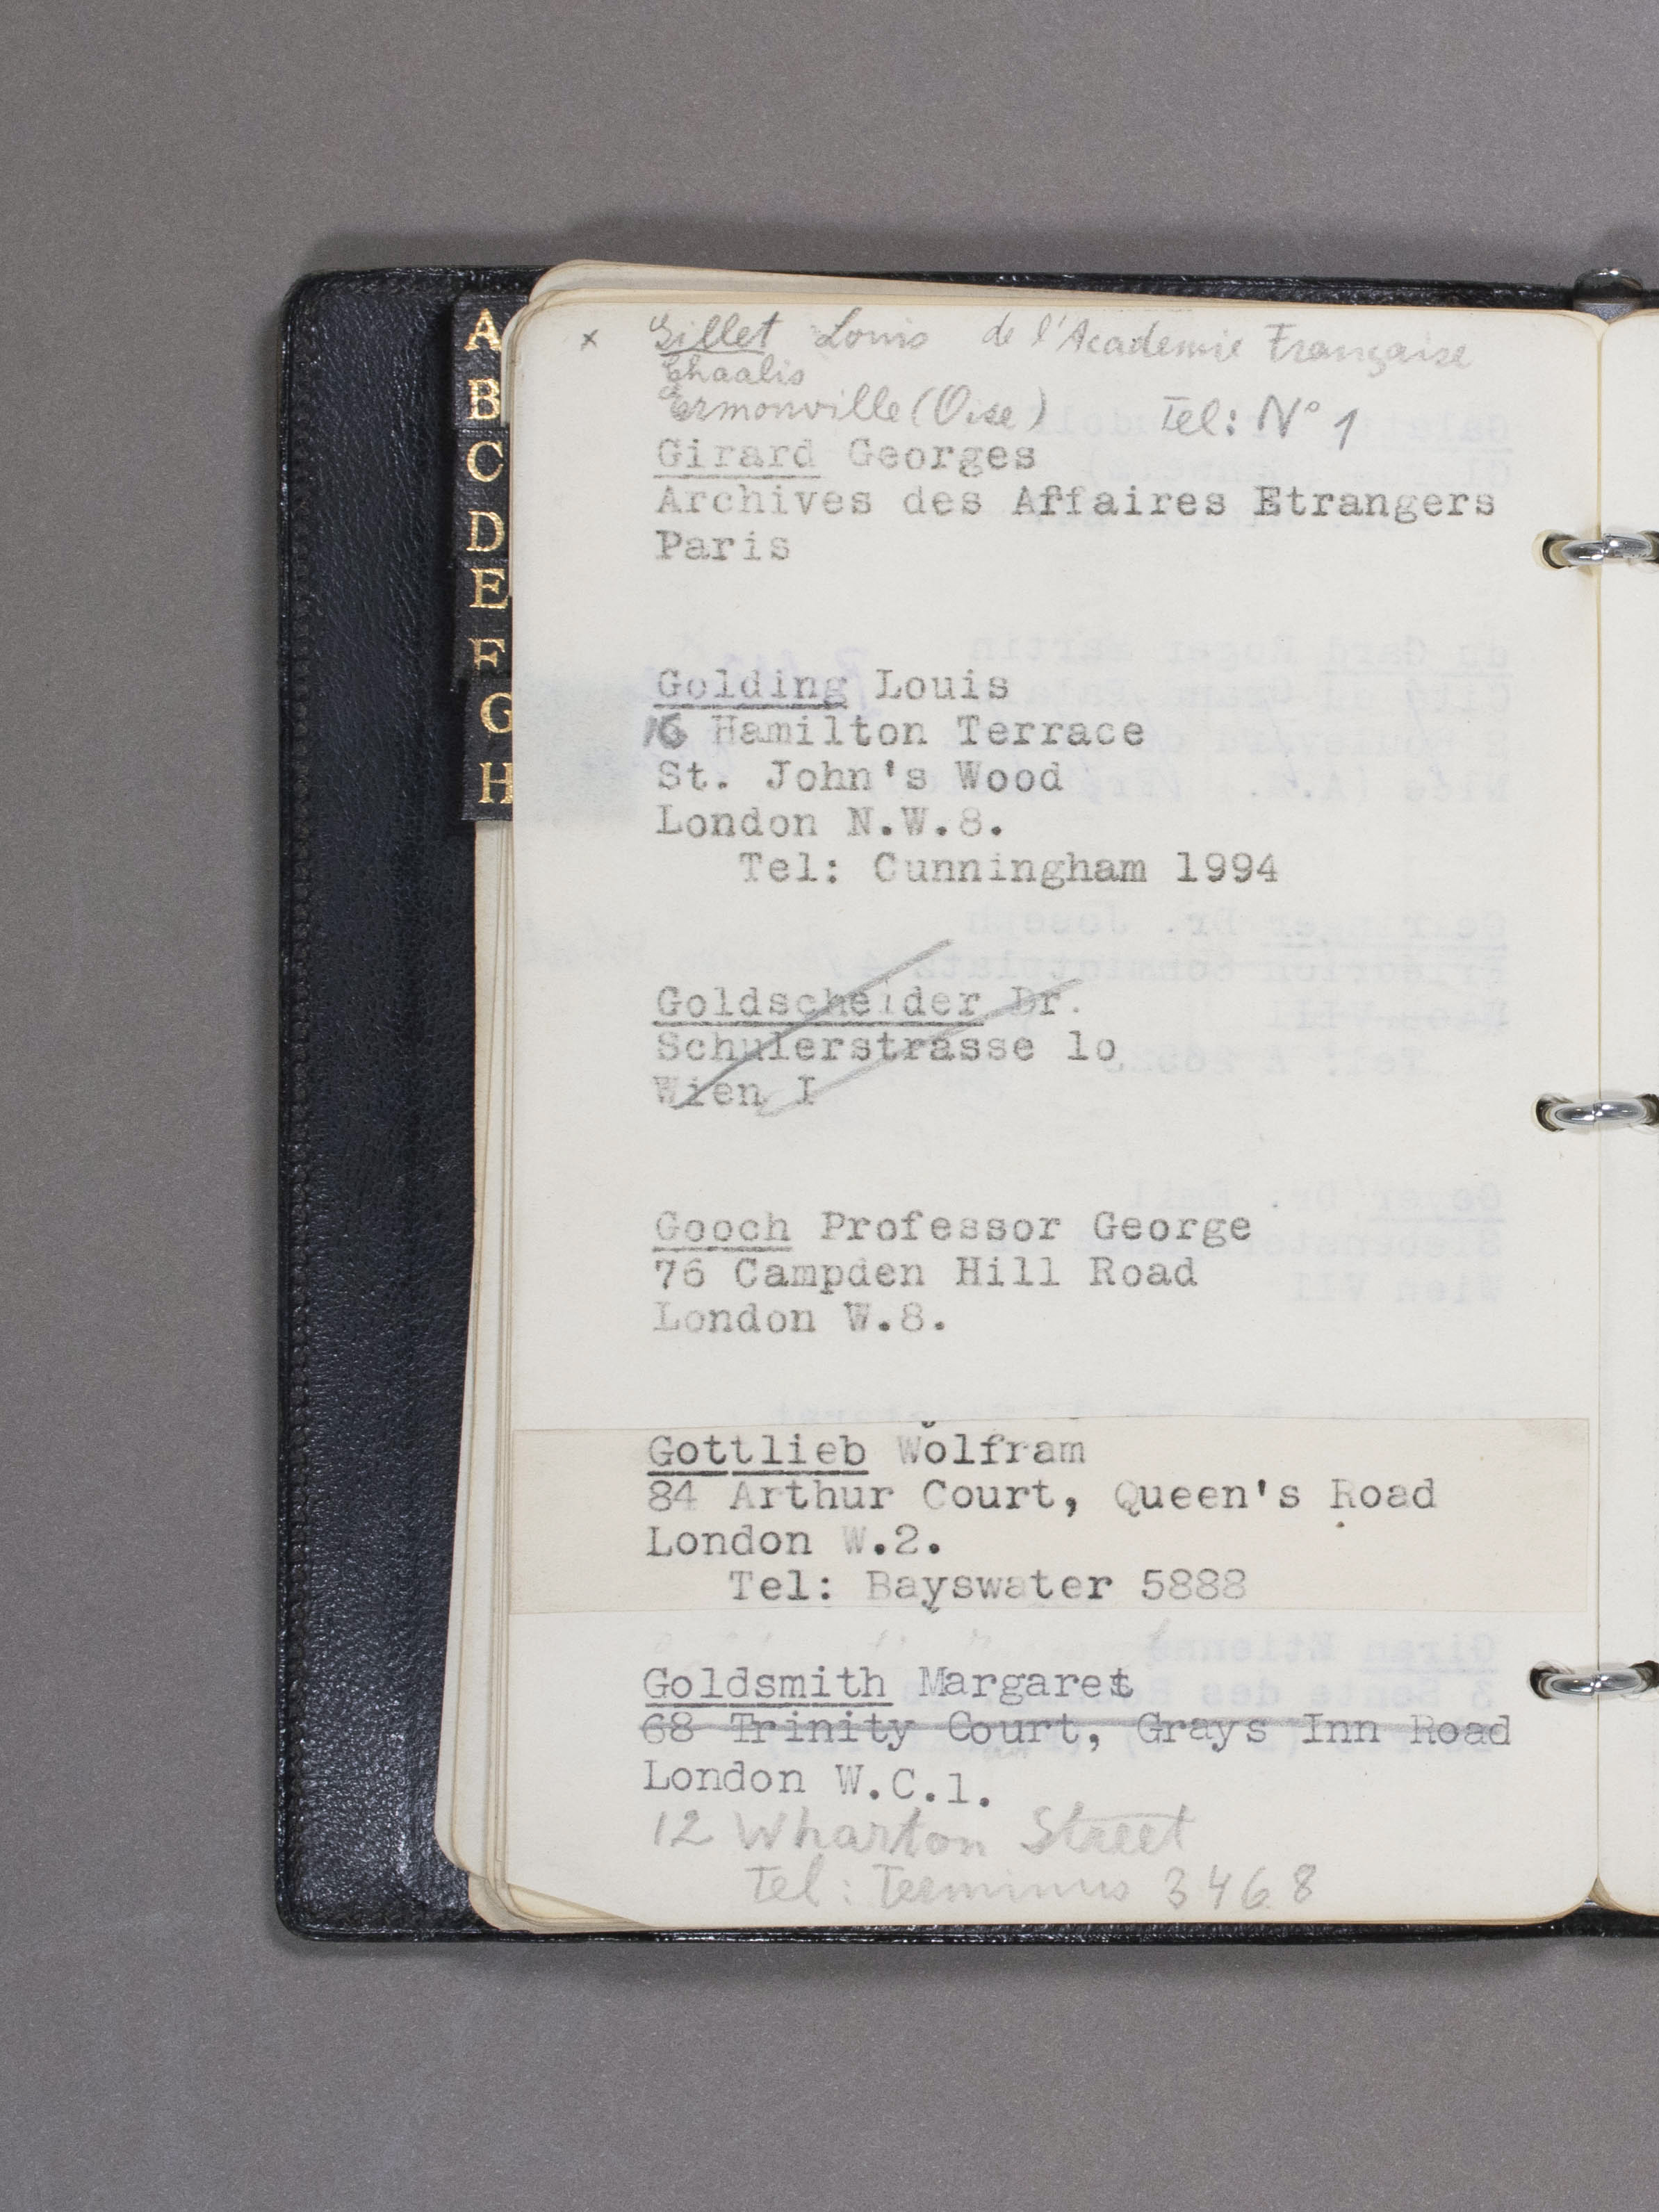 A
B
C
D
E
F
G
H
x Gillet Louis de l'Academie Française
Chaalis
Ermonville (Oise) Tel: N° 1
Girard Georges
Archives des Affaires Etrangers
Paris
Golding Louis
16 Hamilton Terrace
St. John's Wood
London N.W.8.
Tel: Cunningham 1994
Goldscheider Dr.
Schulerstrasse lo
Wien I
Gooch Professor George
76 Campden Hill Road
London W.8.
Gottlieb Wolfram
84 Arthur Court, Queen's Road
London W.2.
Tel: Bayswater 5888
Goldsmith Margaret
68 Trinity Court, Grays Inn Road
London W.C.1.
12 Wharton Street
Tel: Terminus 3468